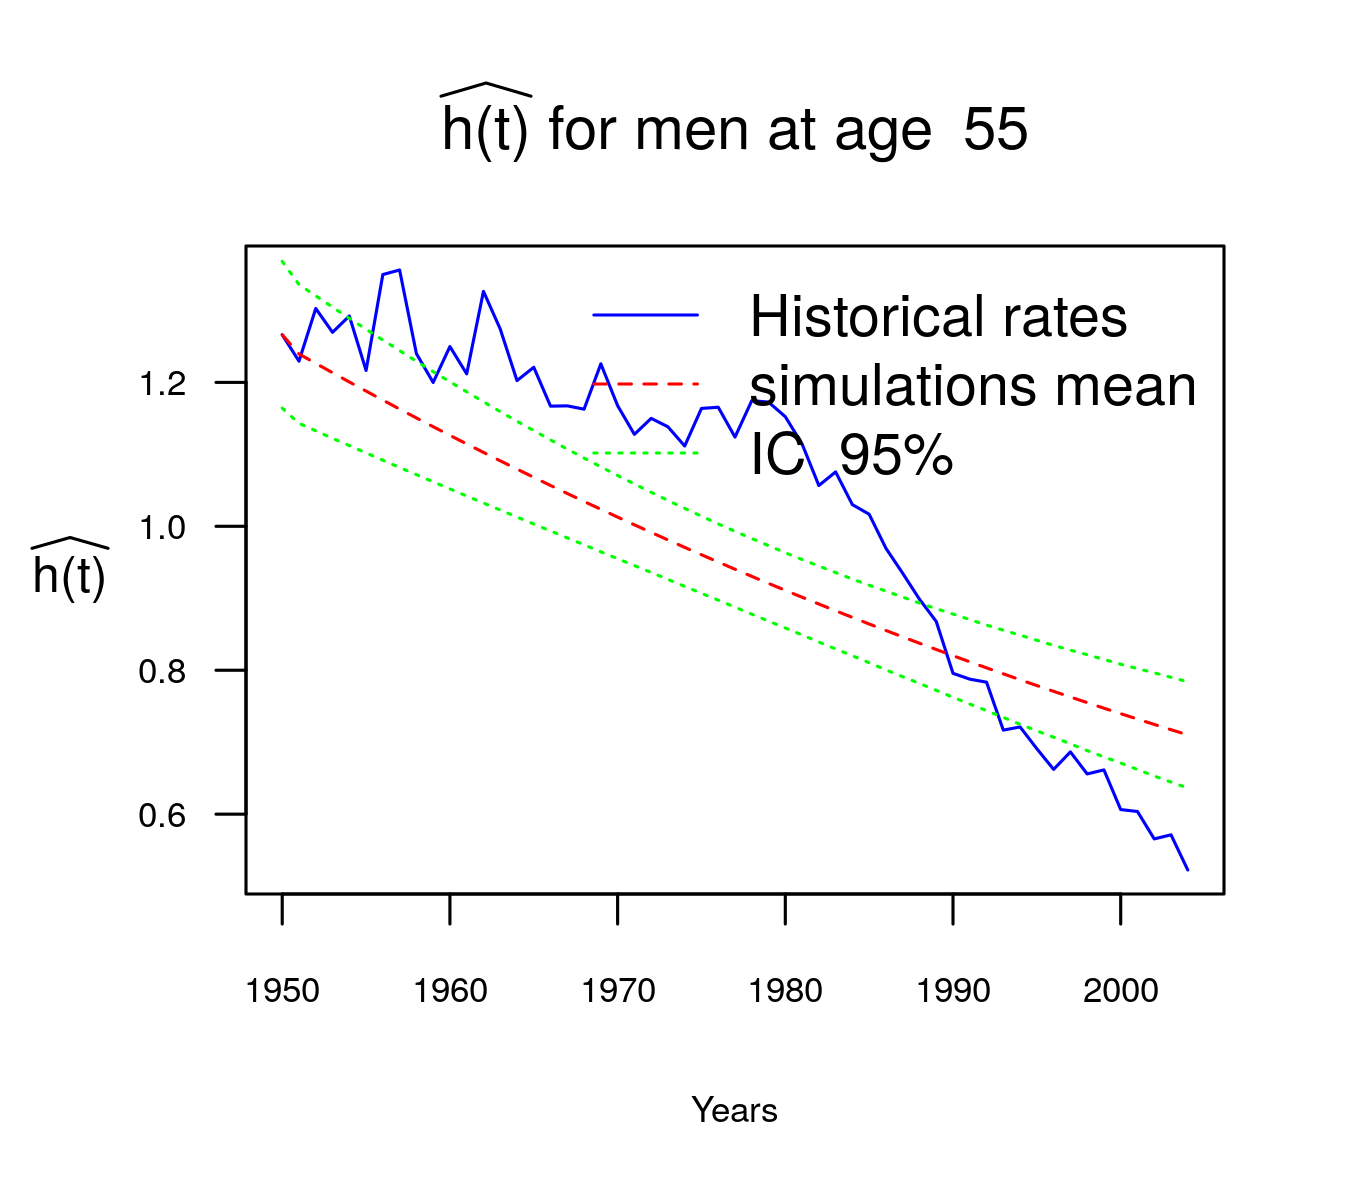 h(t) for men at age 55
Historical rates
simulations mean
IC 95%
1.2
1.0
0.8
0.6
h(t)
1950 1960 1970 1980 1990 2000
Years